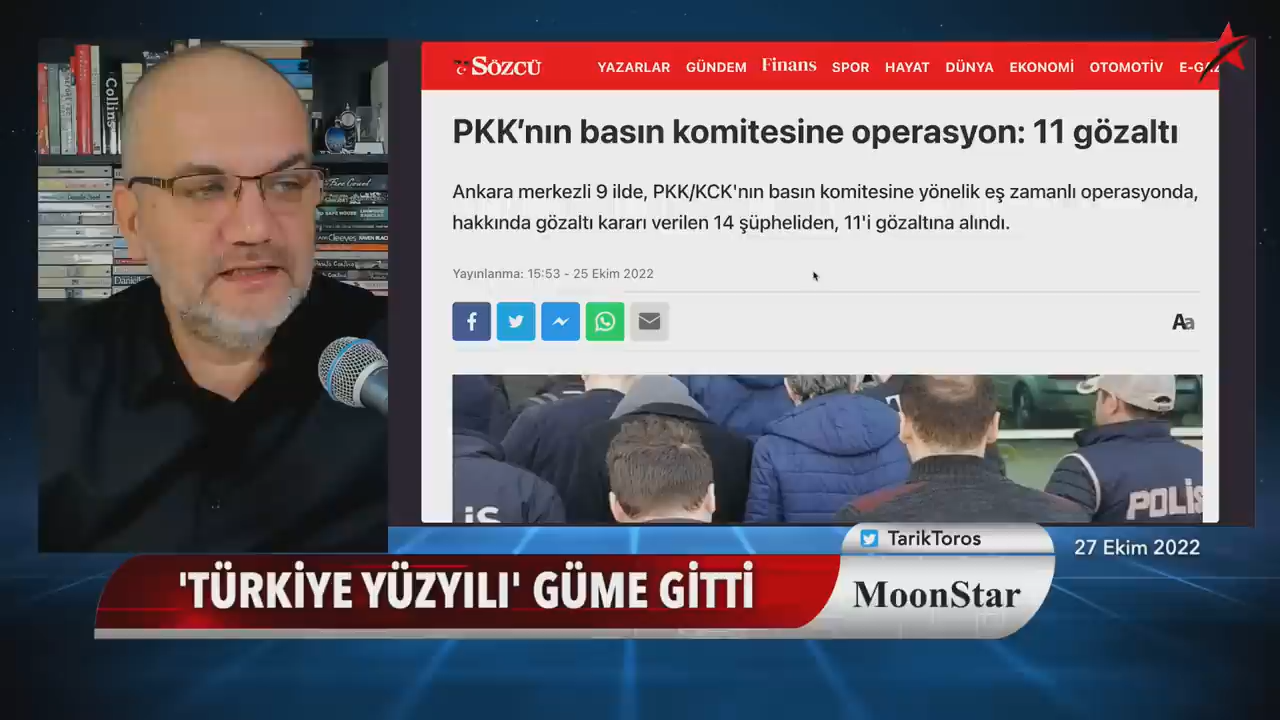 SÖZCÜ
YAZARLAR GÜNDEM Finans SPOR HAYAT DÜNYA EKONOMİ OTOMOTİV
PKK’nın basın komitesine operasyon: 11 gözaltı
Ankara merkezli 9 ilde, PKK/KCK'nın basın komitesine yönelik eş zamanlı operasyonda,
hakkında gözaltı kararı verilen 14 şüpheliden, 11'i gözaltına alındı.
Yayınlanma: 15:53 - 25 Ekim 2022
Aa
POLİS
Collins
TarikToros
27 Ekim 2022
'TÜRKİYE YÜZYILI' GÜME GİTTİ
MoonStar